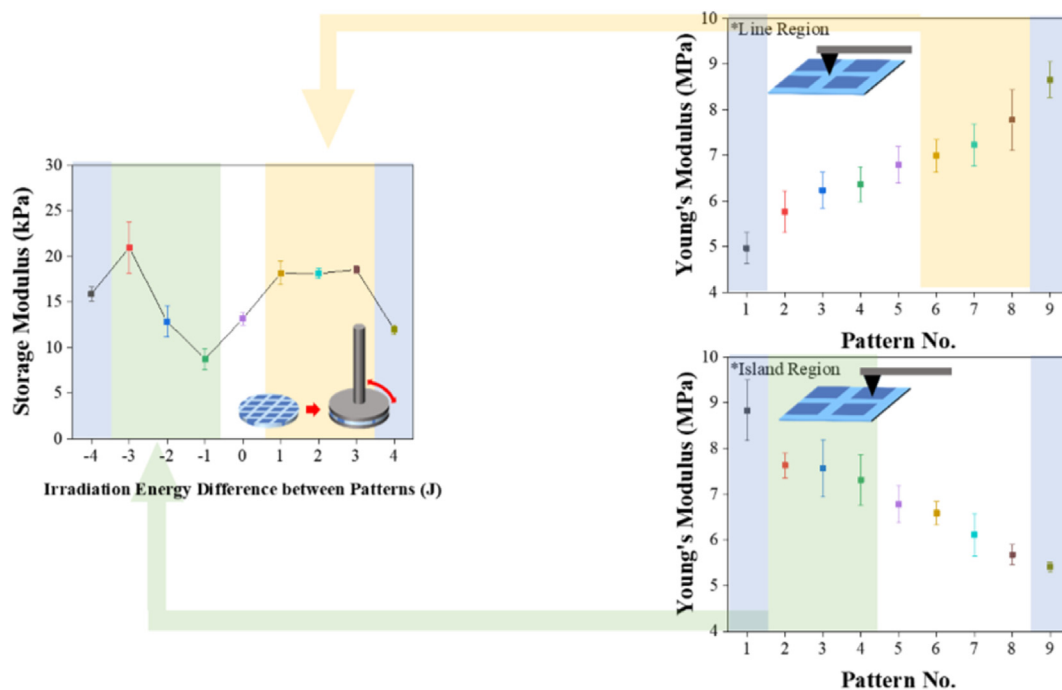 30
25
20
15
10
5
0
Storage Modulus (kPa)
-4 -3 -2 -1 0 1 2 3 4
Irradiation Energy Difference between Patterns (J)
*Line Region
10
9
8
7
6
5
4
Young's Modulus (MPa)
1 2 3 4 5 6 7 8 9
Pattern No.
*Island Region
10
9
8
7
6
5
4
Young's Modulus (MPa)
1 2 3 4 5 6 7 8 9
Pattern No.